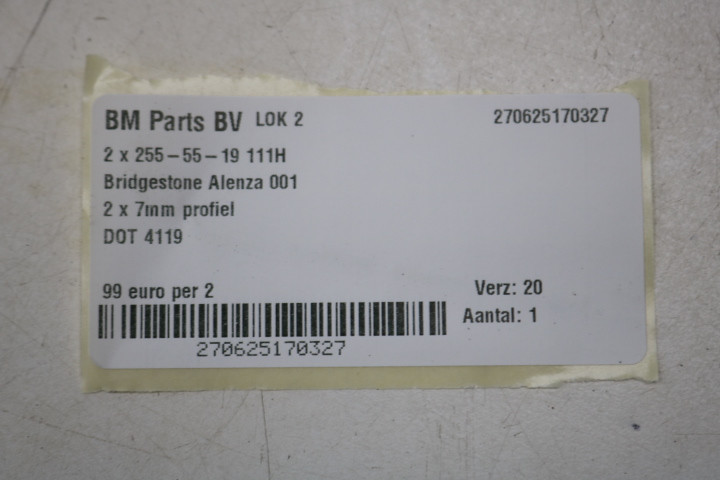 BM Parts BV LOK 2 270625170327
2 x 255-55-19 111H
Bridgestone Alenza 001
2 x 7mm profiel
DOT 4119
99 euro per 2 Verz: 20
Aantal: 1
270625170327